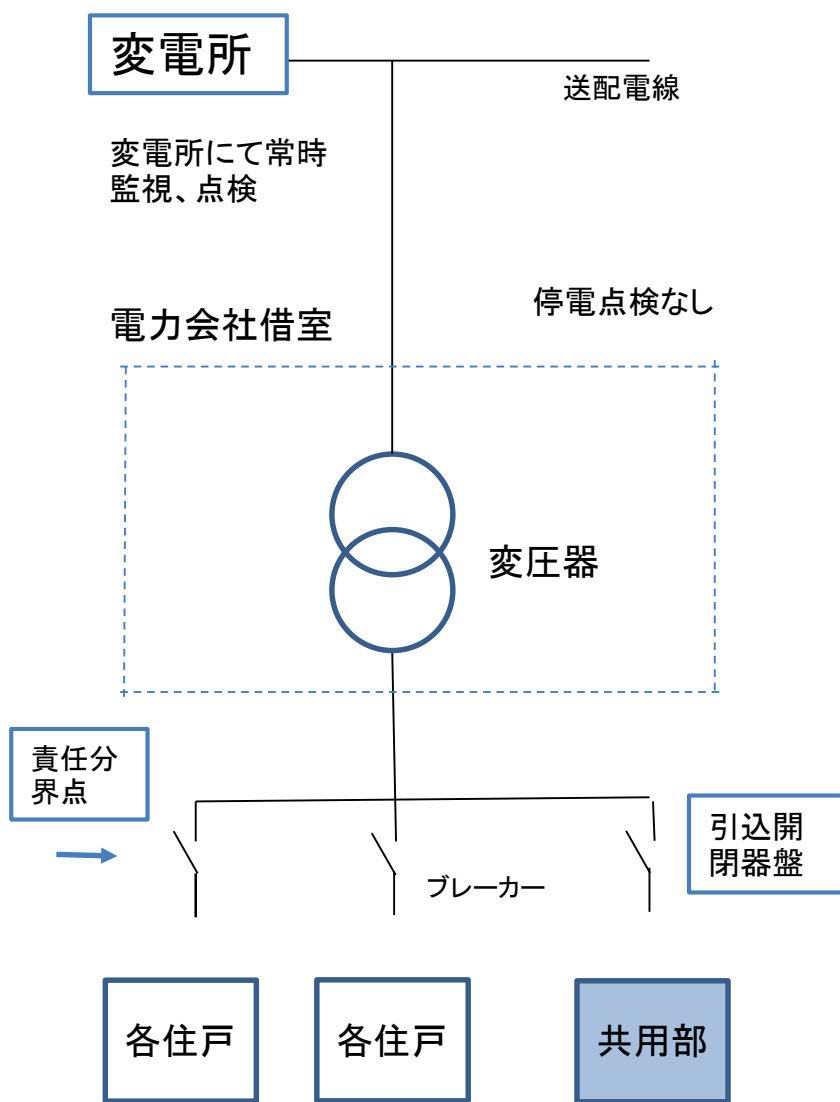 変電所
送配電線
変電所にて常時
監視、点検
停電点検なし
電力会社借室
変圧器
責任分
界点
引込開
閉器盤
ブレーカー
各住戸
各住戸
共用部